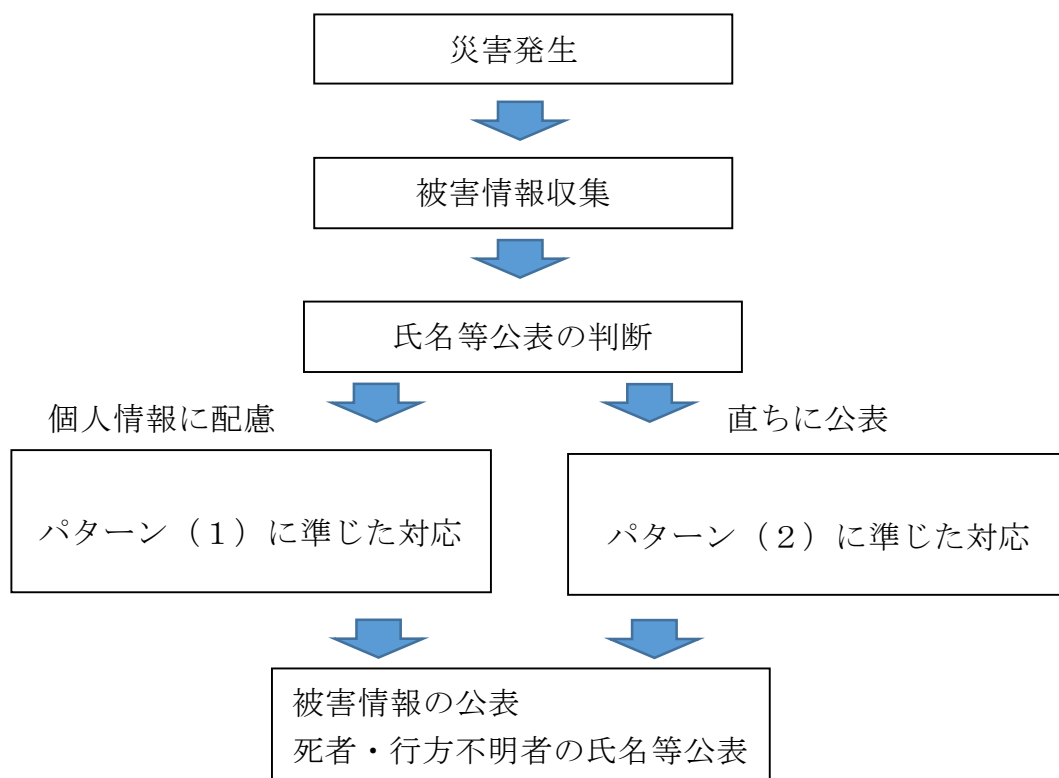 災害発生
被害情報収集
氏名等公表の判断
個人情報に配慮
直ちに公表
パターン（１）に準じた対応
パターン（２）に準じた対応
被害情報の公表
死者・行方不明者の氏名等公表